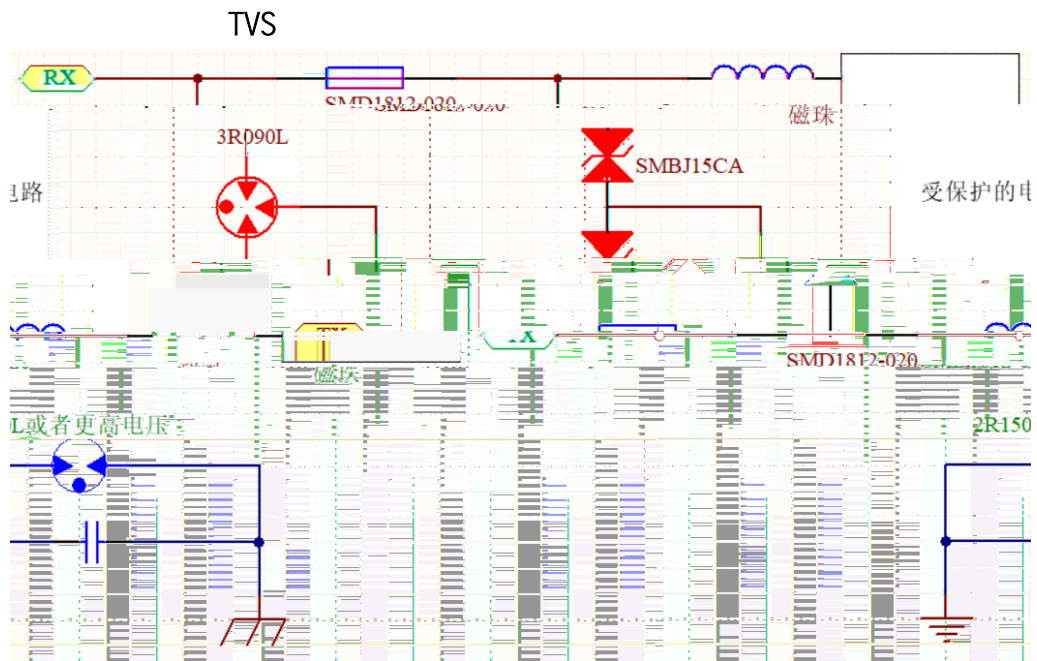 TVS
RX
SMD1812-020
磁珠
3R090L
SMBJ15CA
电路
受保护的电
TX
SMD1812-020
磁珠
L或者更高电压
2R150